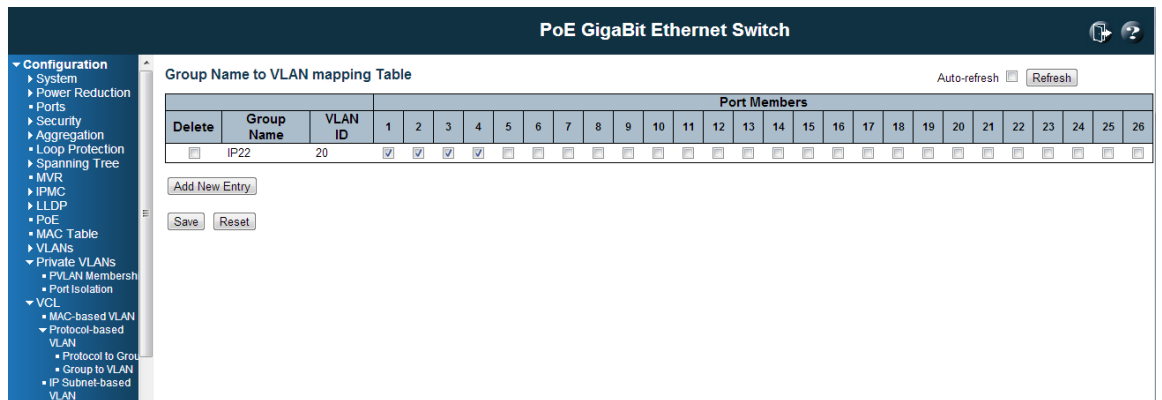 PoE GigaBit Ethernet Switch
Configuration
System
Power Reduction
Ports
Security
Aggregation
Loop Protection
Spanning Tree
MVR
IPMC
LLDP
PoE
MAC Table
VLANs
Private VLANs
PVLAN Membersh
Port Isolation
VCL
MAC-based VLAN
Protocol-based
VLAN
Protocol to Grou
Group to VLAN
IP Subnet-based
VLAN
Group Name to VLAN mapping Table
Auto-refresh Refresh
Port Members
Delete Group Name VLAN ID 1 2 3 4 5 6 7 8 9 10 11 12 13 14 15 16 17 18 19 20 21 22 23 24 25 26
IP22 20
Add New Entry
Save Reset